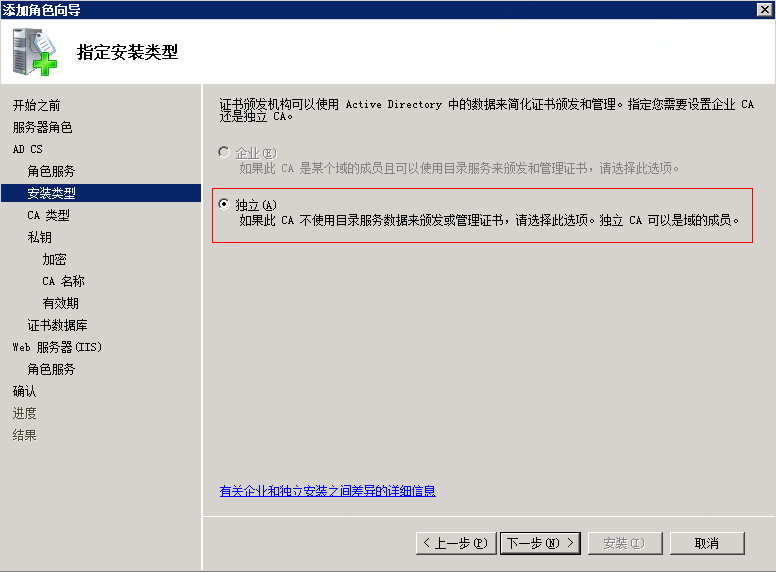 添加角色向导
指定安装类型
开始之前
服务器角色
AD CS
角色服务
安装类型
CA 类型
私钥
加密
CA 名称
有效期
证书数据库
Web 服务器(IIS)
角色服务
确认
进度
结果
证书颁发机构可以使用 Active Directory 中的数据来简化证书颁发和管理。指定您需要设置企业 CA
还是独立 CA。
企业(E)
如果此 CA 是某个域的成员且可以使用目录服务来颁发和管理证书，请选择此选项。
独立(A)
如果此 CA 不使用目录服务数据来颁发或管理证书，请选择此选项。独立 CA 可以是域的成员。
有关企业和独立安装之间差异的详细信息
< 上一步(P) 下一步(N) > 安装(I) 取消